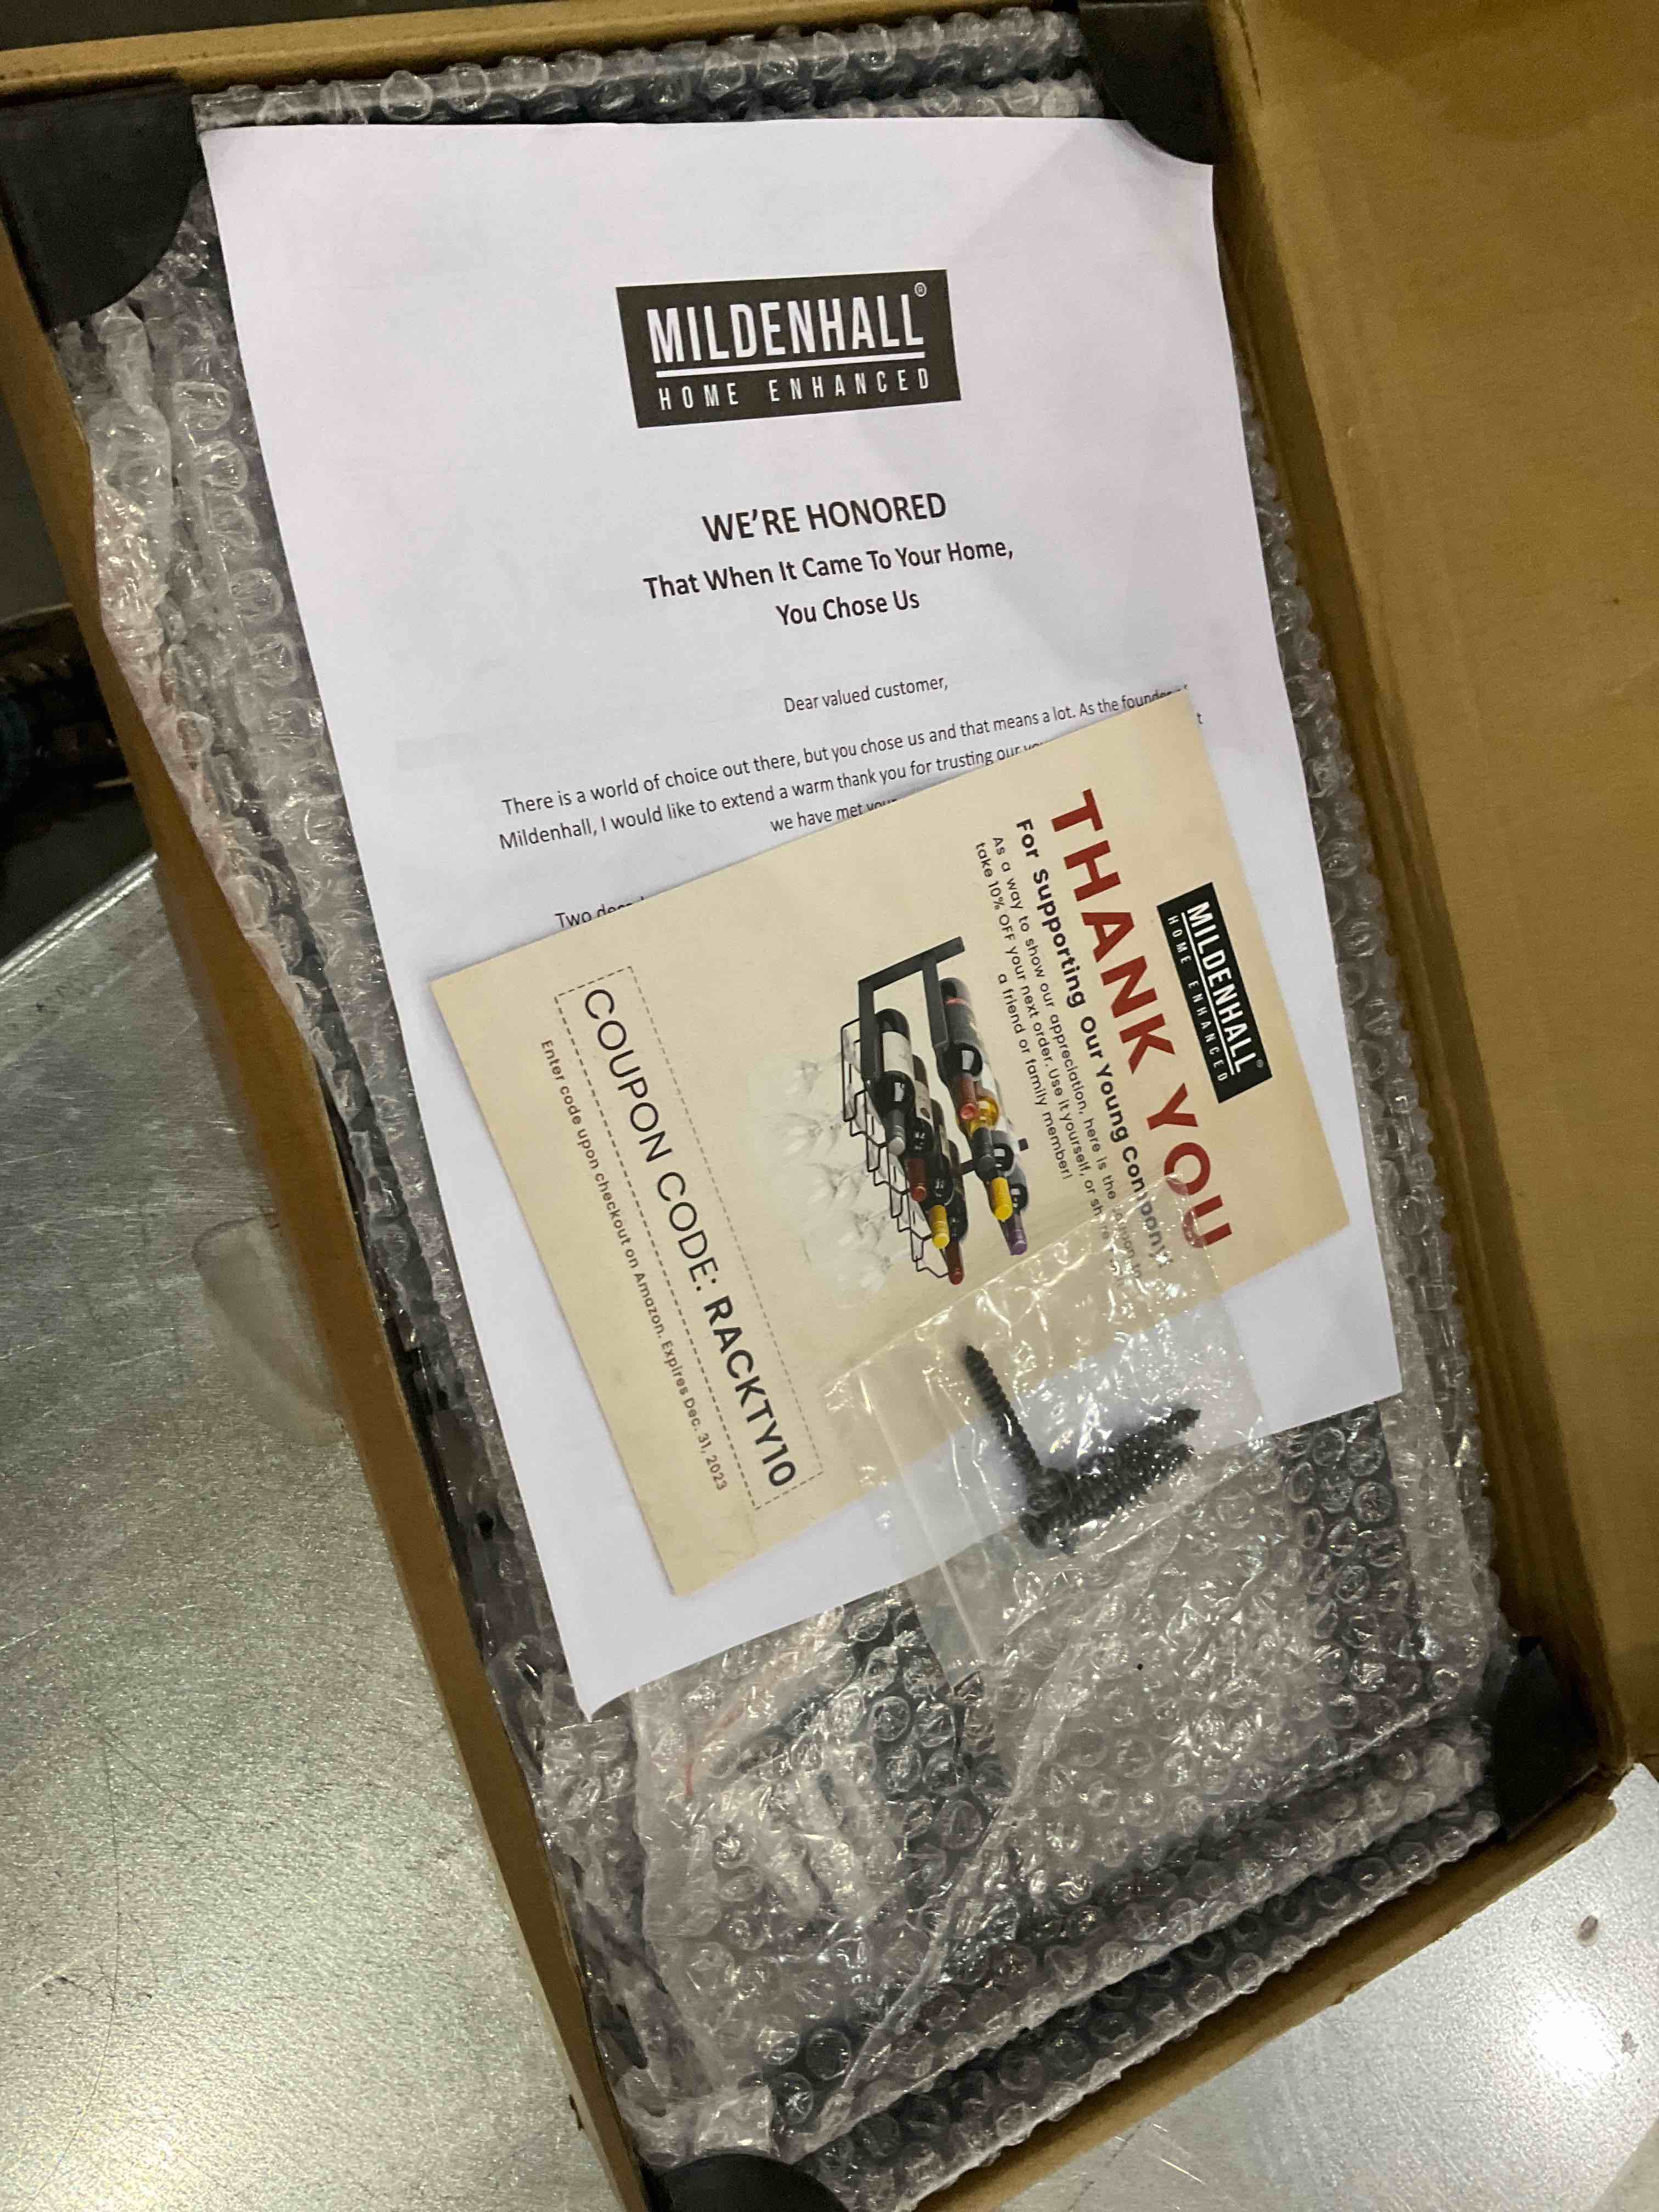 MILDENHALL®
HOME ENHANCED
WE'RE HONORED
That When It Came To Your Home,
You Chose Us
Dear valued customer,
There is a world of choice out there, but you chose us and that means a lot. As the founder
Mildenhall, I would like to extend a warm thank you for trusting our
we have met
Two
MILDENHALL®
HOME ENHANCED
THANK YOU
For Supporting Our Young Company!
As a way to show our appreciation, here is the coupon to
take 10% OFF your next order. Use it yourself, or share
a friend or family member!
COUPON CODE: RACKTY10
Enter code upon checkout on Amazon. Expires Dec. 31, 2023